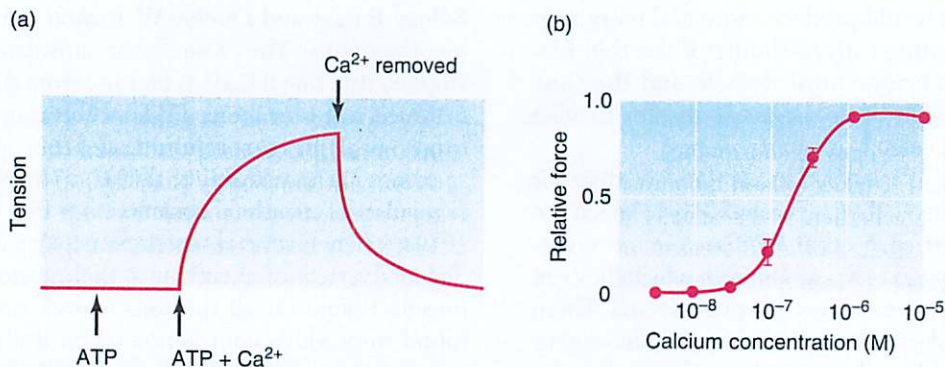 (a)
Ca²⁺ removed
Tension
ATP
ATP + Ca²⁺
(b)
Relative force
1.0
0.5
0
10⁻⁸
10⁻⁷
10⁻⁶
10⁻⁵
Calcium concentration (M)